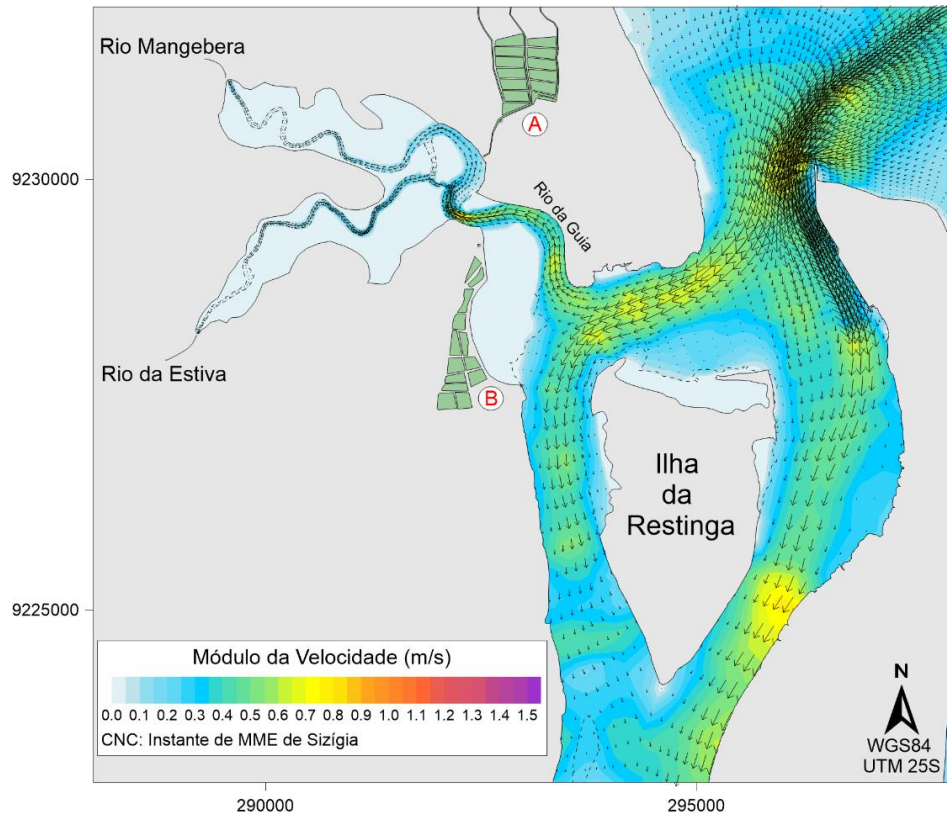 Rio Mangebera
A
9230000
Rio da Guia
Rio da Estiva
B
Ilha
da
Restinga
9225000
Módulo da Velocidade (m/s)
0.0 0.1 0.2 0.3 0.4 0.5 0.6 0.7 0.8 0.9 1.0 1.1 1.2 1.3 1.4 1.5
CNC: Instante de MME de Sizígia
N
WGS84
UTM 25S
290000
295000